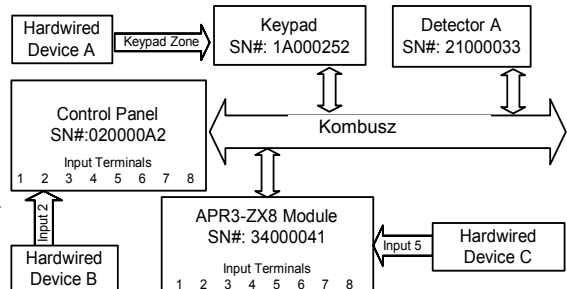 Hardwired
Device A
Keypad Zone
Keypad
SN#: 1A000252
Detector A
SN#: 21000033
Control Panel
SN#:020000A2
Input Terminals
1 2 3 4 5 6 7 8
Kombusz
Input 2
Hardwired
Device B
APR3-ZX8 Module
SN#: 34000041
Input Terminals
1 2 3 4 5 6 7 8
Input 5
Hardwired
Device C